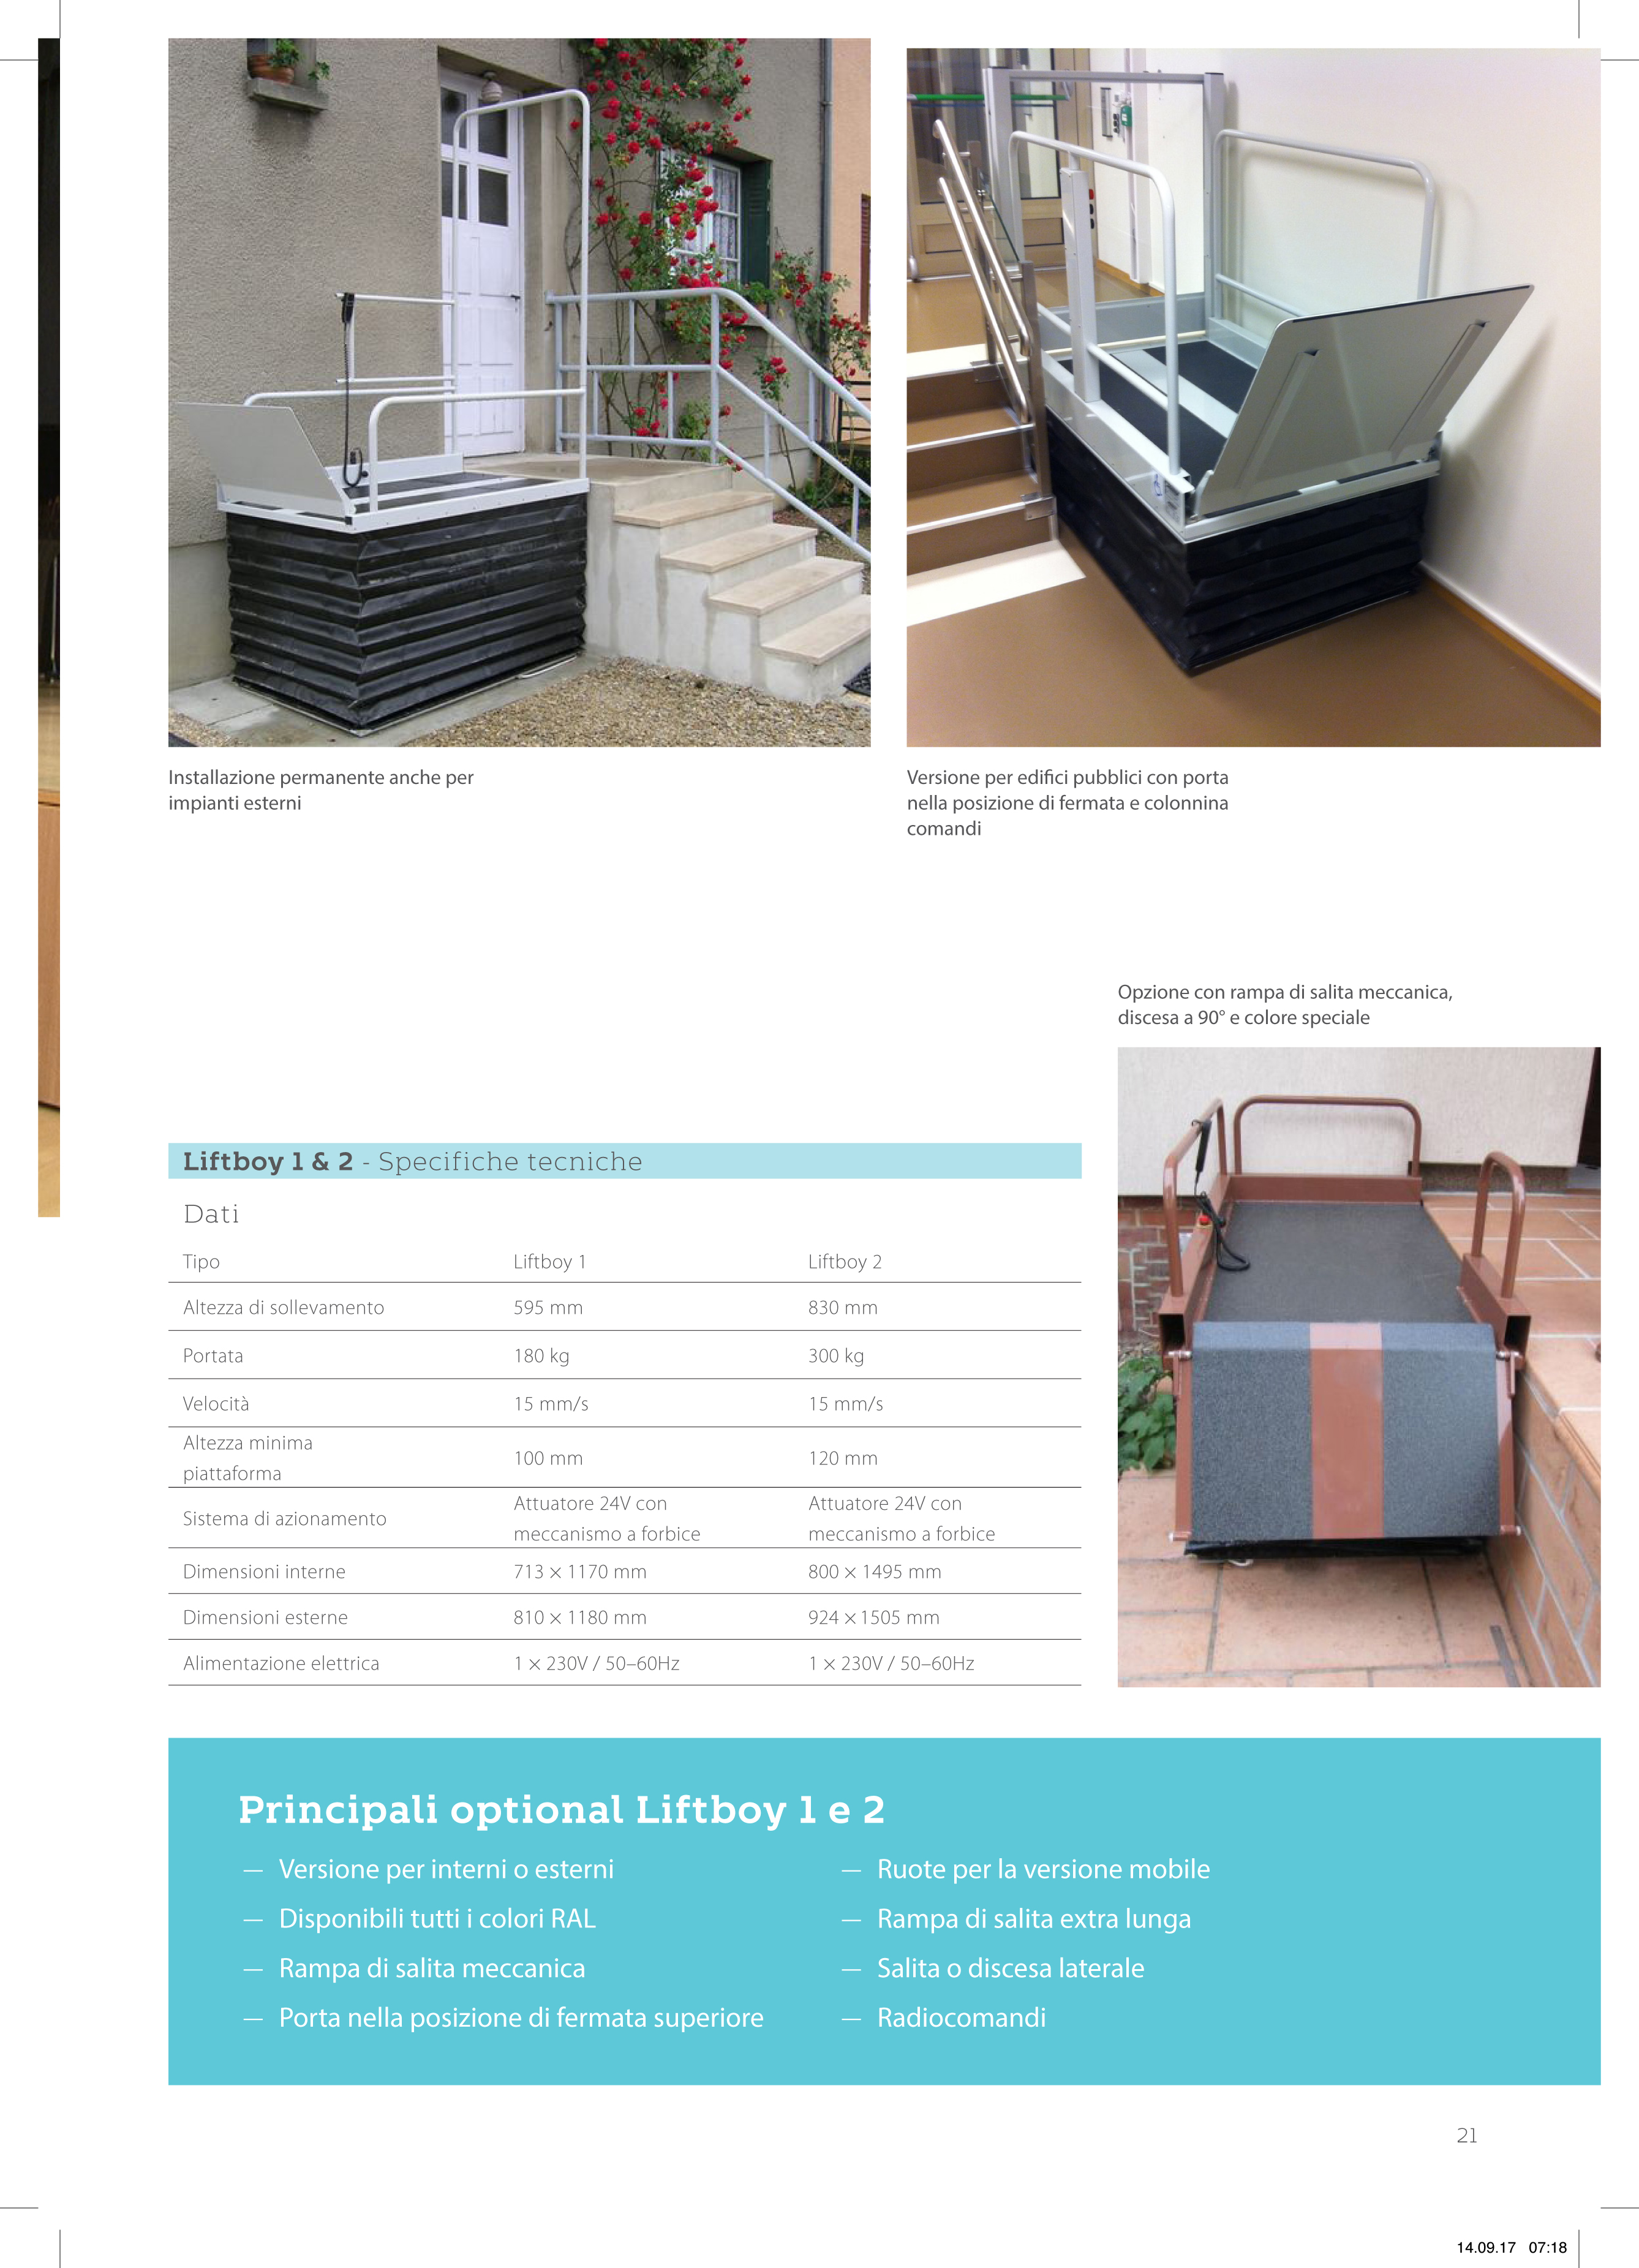 Installazione permanente anche per
impianti esterni
Versione per edifici pubblici con porta
nella posizione di fermata e colonnina
comandi
Opzione con rampa di salita meccanica,
discesa a 90° e colore speciale
Liftboy 1 & 2 - Specifiche tecniche
Dati
Tipo Liftboy 1 Liftboy 2
Altezza di sollevamento 595 mm 830 mm
Portata 180 kg 300 kg
Velocità 15 mm/s 15 mm/s
Altezza minima
piattaforma 100 mm 120 mm
Sistema di azionamento Attuatore 24V con
meccanismo a forbice Attuatore 24V con
meccanismo a forbice
Dimensioni interne 713 × 1170 mm 800 × 1495 mm
Dimensioni esterne 810 × 1180 mm 924 × 1505 mm
Alimentazione elettrica 1 × 230V / 50–60Hz 1 × 230V / 50–60Hz
Principali optional Liftboy 1 e 2
— Versione per interni o esterni
— Disponibili tutti i colori RAL
— Rampa di salita meccanica
— Porta nella posizione di fermata superiore
— Ruote per la versione mobile
— Rampa di salita extra lunga
— Salita o discesa laterale
— Radiocomandi
21
14.09.17 07:18